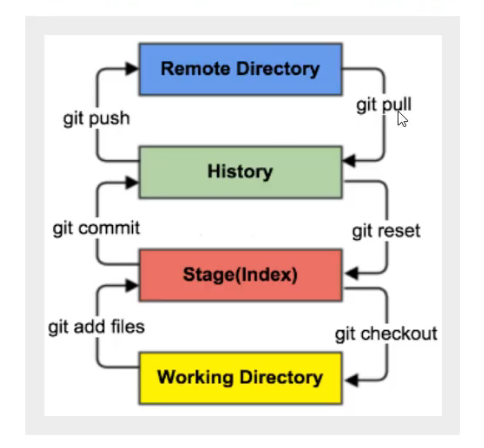 Remote Directory
git push
git pull
History
git commit
git reset
Stage(Index)
git add files
git checkout
Working Directory